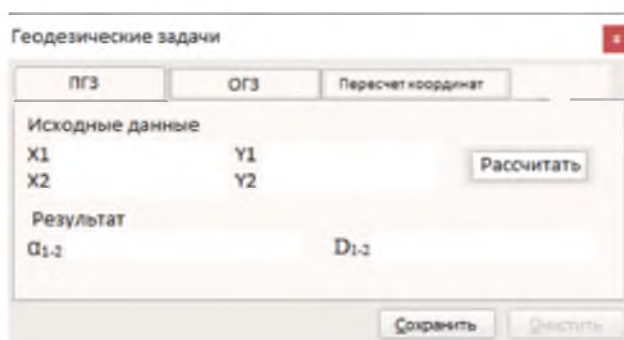 Геодезические задачи
ПГЗ ОГЗ Пересчет координат
Исходные данные
X1 Y1
Рассчитать
X2 Y2
Результат
α1-2 D1-2
Сохранить Очистить